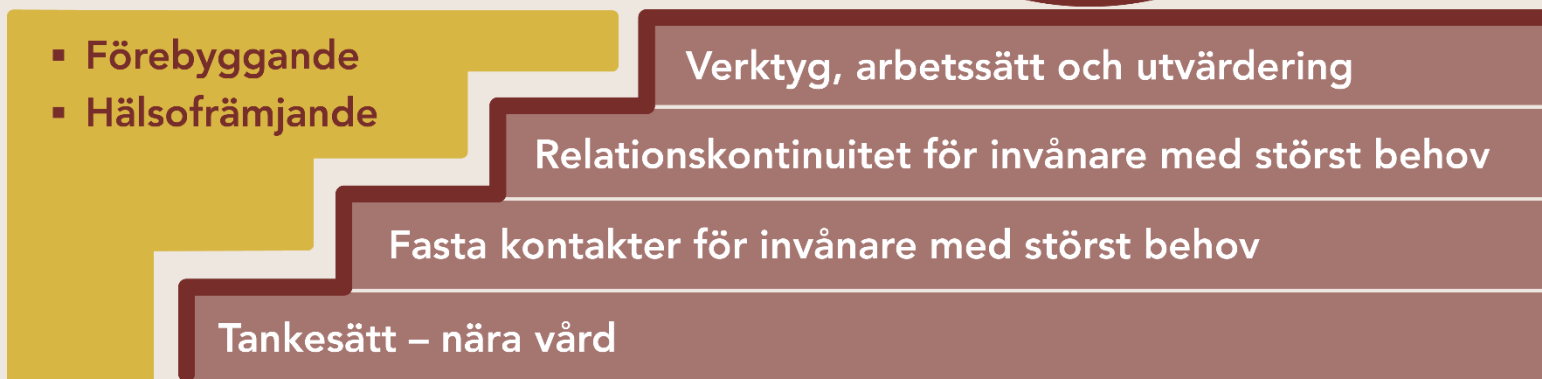 ▪ Förebyggande
▪ Hälsofrämjande
Verktyg, arbetssätt och utvärdering
Relationskontinuitet för invånare med störst behov
Fasta kontakter för invånare med störst behov
Tankesätt – nära vård